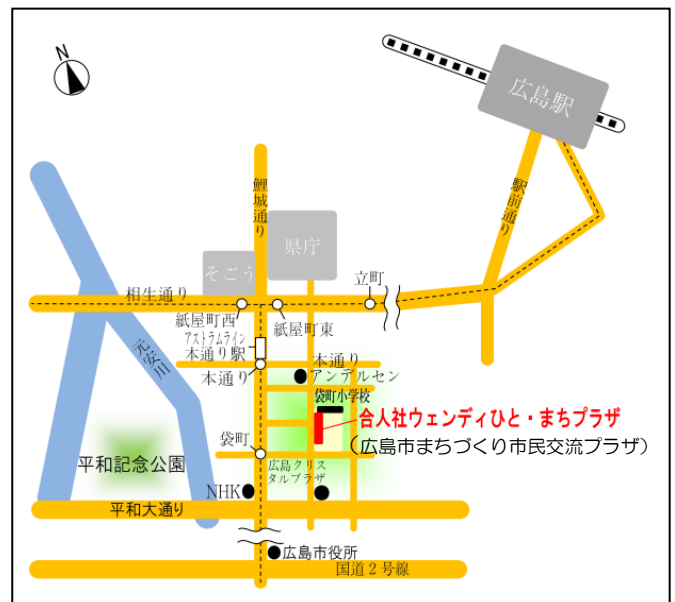 N
広島駅
鯉城通り
駅前通り
県庁
そごう
立町
相生通り
紙屋町西
紙屋町東
アストラムライン
本通り駅
本通り
本通り
元安川
アンデルセン
袋町小学校
合人社ウェンディひと・まちプラザ
(広島市まちづくり市民交流プラザ)
袋町
広島クリス
タルプラザ
平和記念公園
NHK
平和大通り
広島市役所
国道２号線